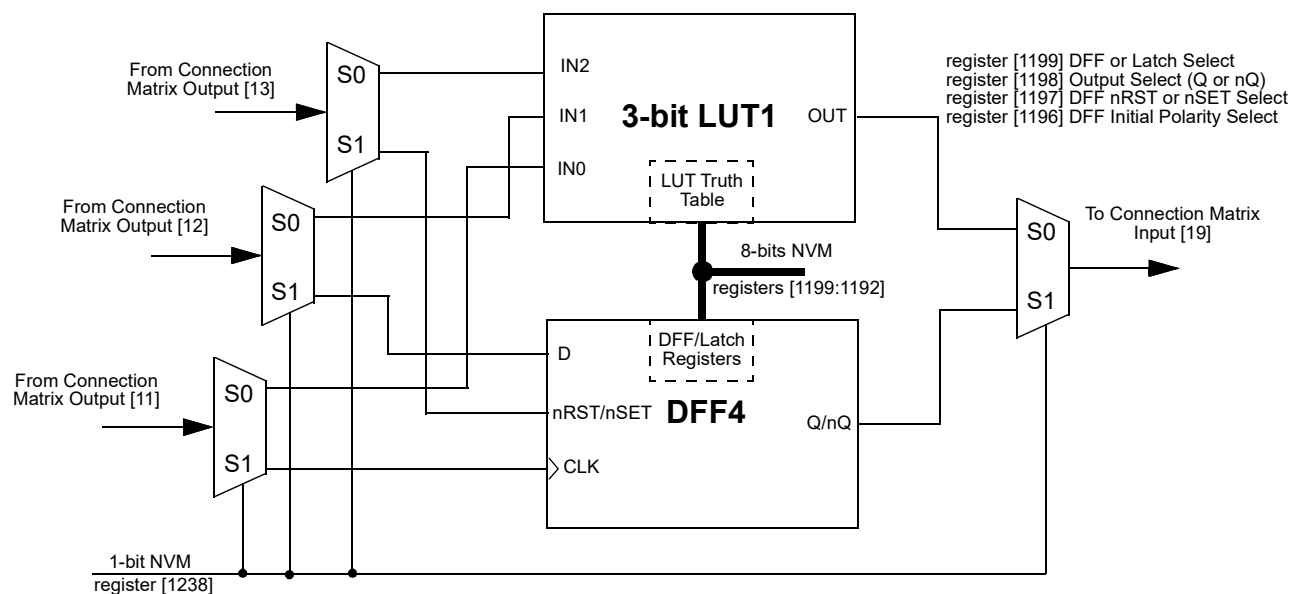 From Connection
Matrix Output [13]
S0
S1
IN2
IN1
IN0
3-bit LUT1
OUT
LUT Truth
Table
register [1199] DFF or Latch Select
register [1198] Output Select (Q or nQ)
register [1197] DFF nRST or nSET Select
register [1196] DFF Initial Polarity Select
From Connection
Matrix Output [12]
S0
S1
8-bits NVM
registers [1199:1192]
To Connection Matrix
Input [19]
S0
S1
From Connection
Matrix Output [11]
S0
S1
DFF/Latch
Registers
D
nRST/nSET
DFF4
Q/nQ
CLK
1-bit NVM
register [1238]